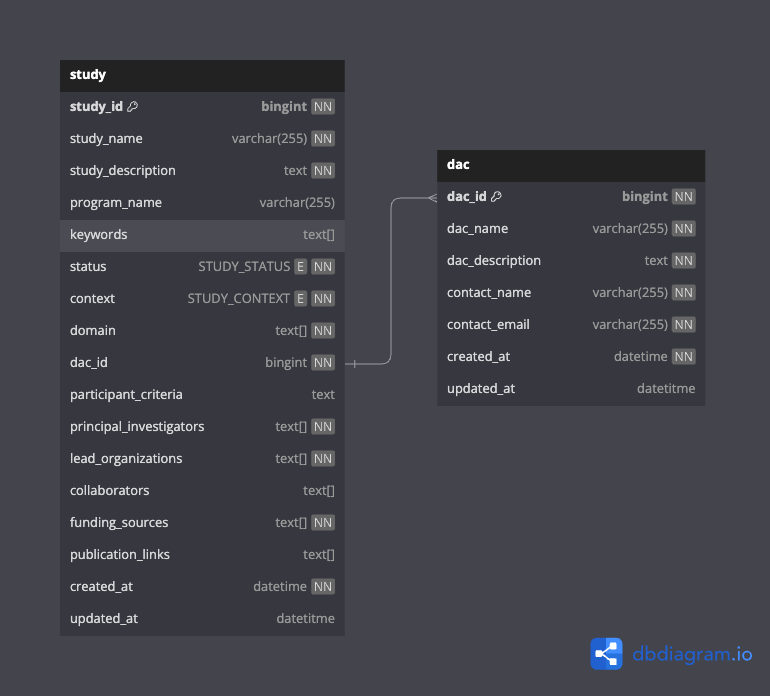 study
study_id bingint NN
study_name varchar(255) NN
study_description text NN
program_name varchar(255)
keywords text[]
status STUDY_STATUS E NN
context STUDY_CONTEXT E NN
domain text[] NN
dac_id bingint NN
participant_criteria text
principal_investigators text[] NN
lead_organizations text[] NN
collaborators text[]
funding_sources text[] NN
publication_links text[]
created_at datetime NN
updated_at datetitme
dac
dac_id bingint NN
dac_name varchar(255) NN
dac_description text NN
contact_name varchar(255) NN
contact_email varchar(255) NN
created_at datetime NN
updated_at datetitme
dbdiagram.io